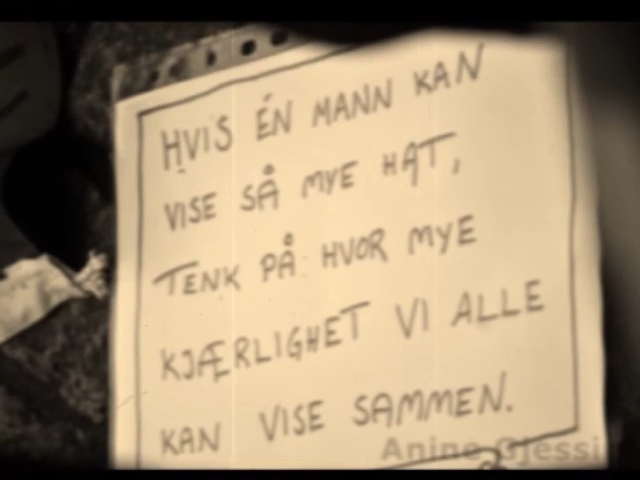 HVIS ÉN MANN KAN
VISE SÅ MYE HAT,
TENK PÅ HVOR MYE
KJÆRLIGHET VI ALLE
KAN VISE SAMMEN.
Anine Gjessi